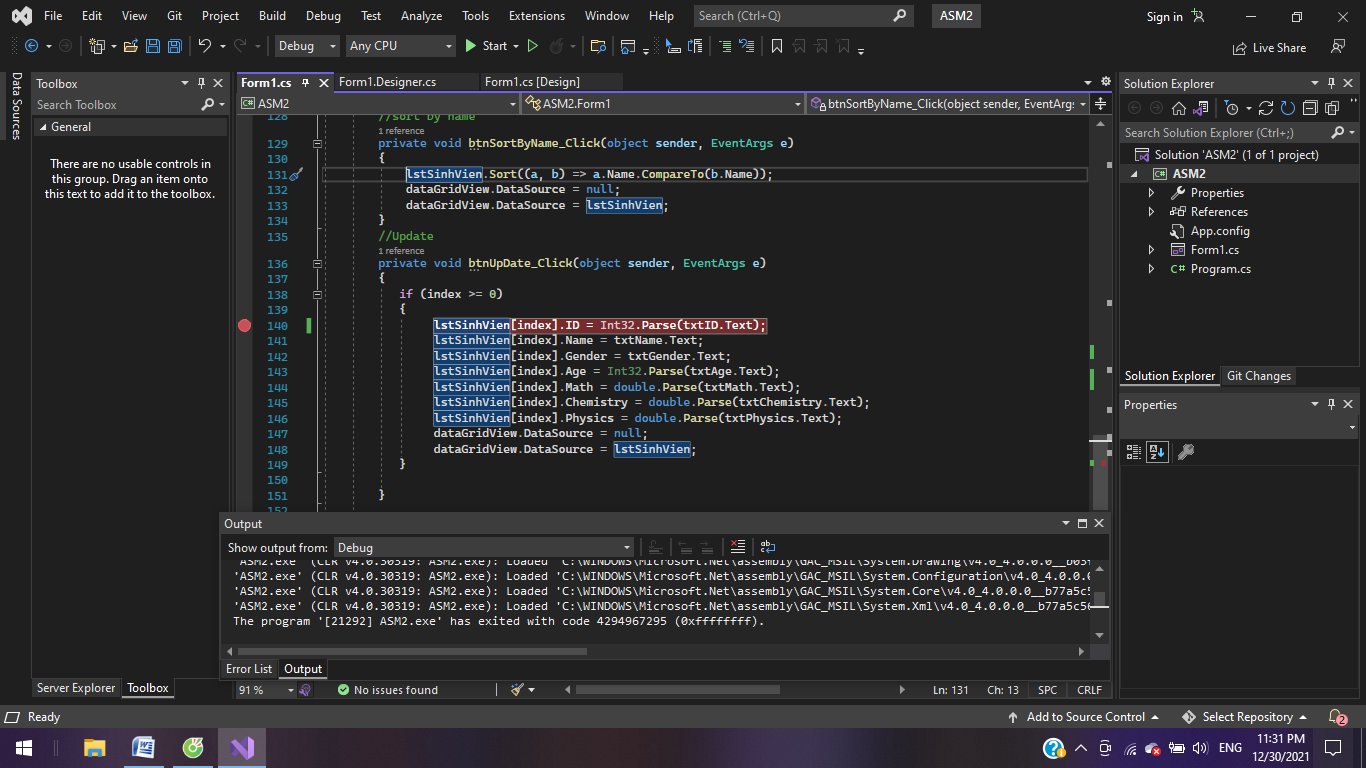 File Edit View Git Project Build Debug Test Analyze Tools Extensions Window Help Search (Ctrl+Q) ASM2 Sign in
Debug Any CPU Start Live Share
Data Sources
Toolbox
Search Toolbox
General
There are no usable controls in
this group. Drag an item onto
this text to add it to the toolbox.
Server Explorer Toolbox
Form1.cs Form1.Designer.cs Form1.cs [Design]
ASM2 ASM2.Form1 btnSortByName_Click(object sender, EventArgs
128 //sort by name
1 reference
129 private void btnSortByName_Click(object sender, EventArgs e)
130 {
131 lstSinhVien.Sort((a, b) => a.Name.CompareTo(b.Name));
132 dataGridView.DataSource = null;
133 dataGridView.DataSource = lstSinhVien;
134 }
135 //Update
1 reference
136 private void btnUpDate_Click(object sender, EventArgs e)
137 {
138 if (index >= 0)
139 {
140 lstSinhVien[index].ID = Int32.Parse(txtID.Text);
141 lstSinhVien[index].Name = txtName.Text;
142 lstSinhVien[index].Gender = txtGender.Text;
143 lstSinhVien[index].Age = Int32.Parse(txtAge.Text);
144 lstSinhVien[index].Math = double.Parse(txtMath.Text);
145 lstSinhVien[index].Chemistry = double.Parse(txtChemistry.Text);
146 lstSinhVien[index].Physics = double.Parse(txtPhysics.Text);
147 dataGridView.DataSource = null;
148 dataGridView.DataSource = lstSinhVien;
149 }
150
151 }
152
Output
Show output from: Debug
'ASM2.exe' (CLR v4.0.30319: ASM2.exe): Loaded 'C:\WINDOWS\Microsoft.Net\assembly\GAC_MSIL\System.Drawing\v4.0_4.0.0.0__b03f
'ASM2.exe' (CLR v4.0.30319: ASM2.exe): Loaded 'C:\WINDOWS\Microsoft.Net\assembly\GAC_MSIL\System.Configuration\v4.0_4.0.0.0
'ASM2.exe' (CLR v4.0.30319: ASM2.exe): Loaded 'C:\WINDOWS\Microsoft.Net\assembly\GAC_MSIL\System.Core\v4.0_4.0.0.0__b77a5c5
'ASM2.exe' (CLR v4.0.30319: ASM2.exe): Loaded 'C:\WINDOWS\Microsoft.Net\assembly\GAC_MSIL\System.Xml\v4.0_4.0.0.0__b77a5c56
The program '[21292] ASM2.exe' has exited with code 4294967295 (0xffffffff).
Error List Output
91 % No issues found Ln: 131 Ch: 13 SPC CRLF
Solution Explorer
Search Solution Explorer (Ctrl+;)
Solution 'ASM2' (1 of 1 project)
ASM2
Properties
References
App.config
Form1.cs
Program.cs
Solution Explorer Git Changes
Properties
Ready Add to Source Control Select Repository 2
ENG 11:31 PM
12/30/2021